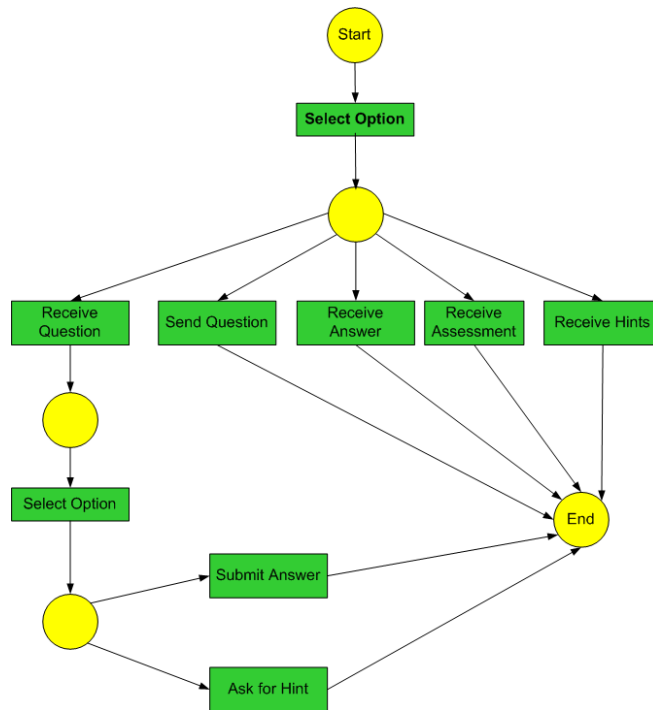 Start
Select Option
Receive
Question
Send Question
Receive
Answer
Receive
Assessment
Receive Hints
Select Option
End
Submit Answer
Ask for Hint